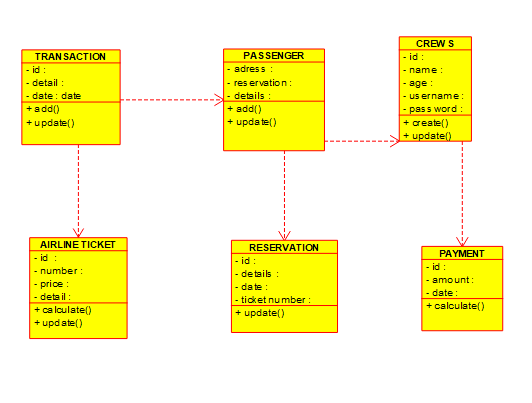 TRANSACTION
- id :
- detail :
- date : date
+ add()
+ update()
PASSENGER
- adress :
- reservation :
- details :
+ add()
+ update()
CREW S
- id :
- name :
- age :
- username :
- password :
+ create()
+ update()
AIRLINE TICKET
- id :
- number :
- price :
- detail :
+ calculate()
+ update()
RESERVATION
- id :
- details :
- date :
- ticket number :
+ update()
PAYMENT
- id :
- amount :
- date :
+ calculate()